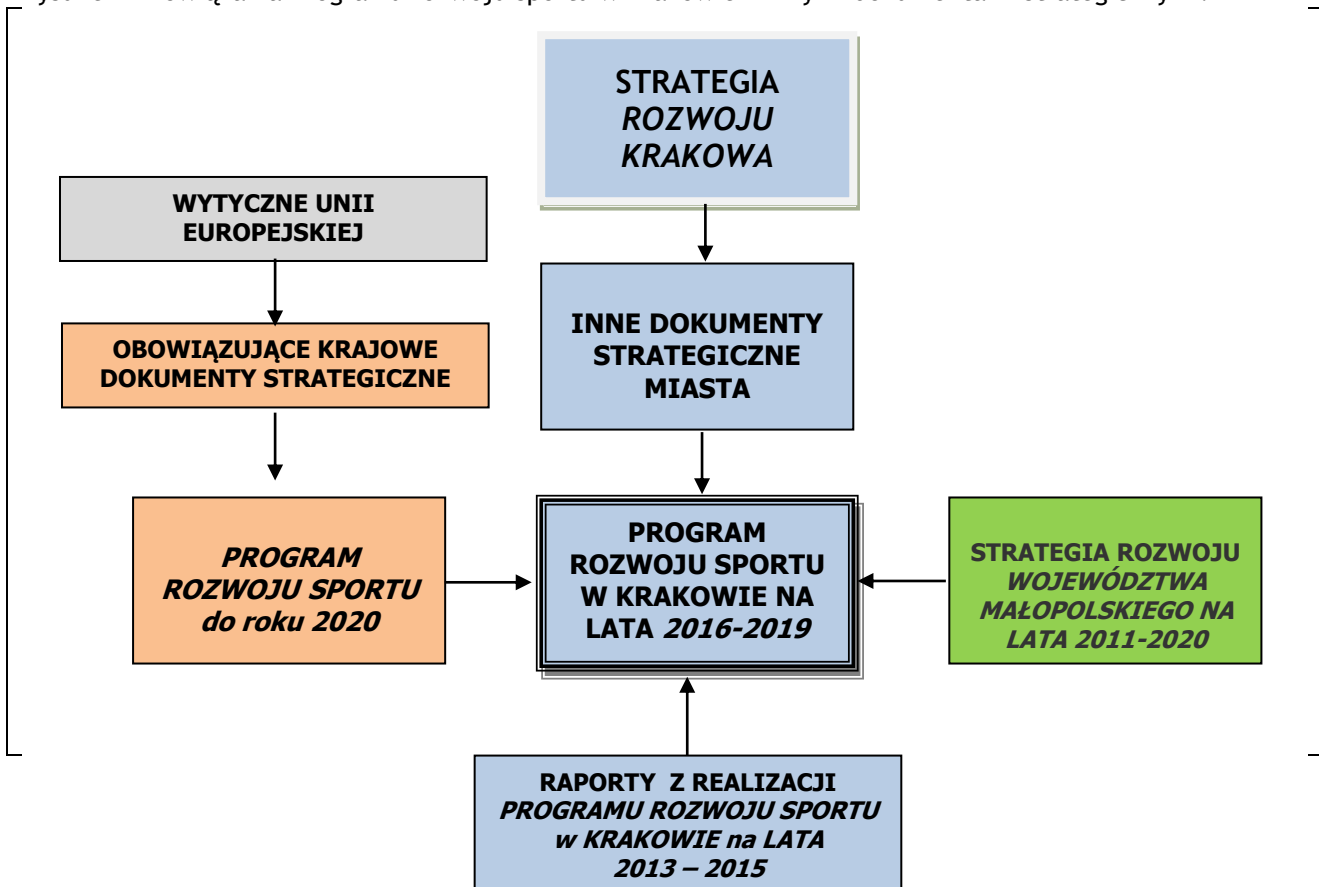 STRATEGIA
ROZWOJU
KRAKOWA
WYTYCZNE UNII
EUROPEJSKIEJ
OBOWIĄZUJĄCE KRAJOWE
DOKUMENTY STRATEGICZNE
INNE DOKUMENTY
STRATEGICZNE
MIASTA
PROGRAM
ROZWOJU SPORTU
do roku 2020
PROGRAM
ROZWOJU SPORTU
W KRAKOWIE NA
LATA 2016-2019
STRATEGIA ROZWOJU
WOJEWÓDZTWA
MAŁOPOLSKIEGO NA
LATA 2011-2020
RAPORTY Z REALIZACJI
PROGRAMU ROZWOJU SPORTU
w KRAKOWIE na LATA
2013 – 2015